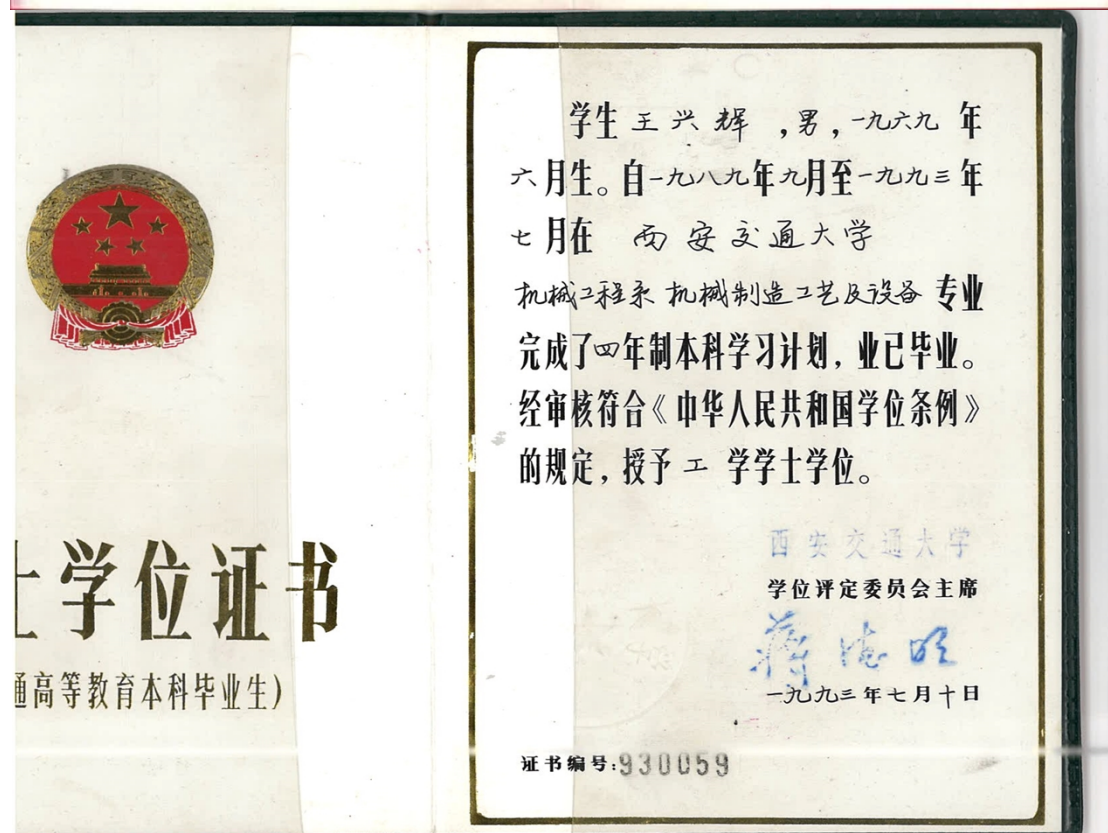 士学位证书
通高等教育本科毕业生）
学生王兴辉，男，一九六九年
六月生。自一九八九年九月至一九九三年
七月在 西安交通大学
机械工程系机械制造工艺及设备专业
完成了四年制本科学习计划，业已毕业。
经审核符合《中华人民共和国学位条例》
的规定，授予工学学士学位。
西安交通大学
学位评定委员会主席
蒋德明
一九九三年七月十日
证书编号:930059